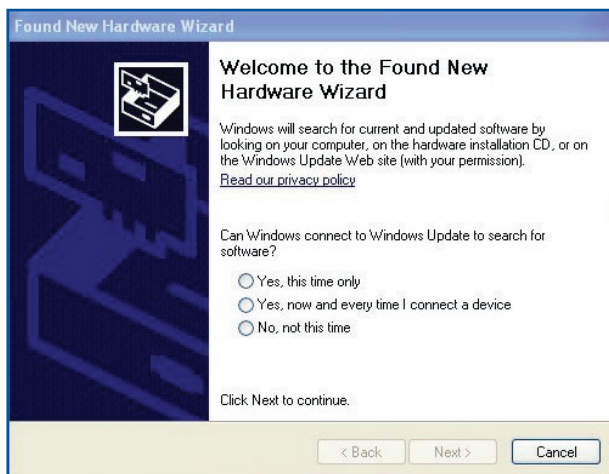 Found New Hardware Wizard
Welcome to the Found New
Hardware Wizard
Windows will search for current and updated software by
looking on your computer, on the hardware installation CD, or on
the Windows Update Web site (with your permission).
Read our privacy policy
Can Windows connect to Windows Update to search for
software?
Yes, this time only
Yes, now and every time I connect a device
No, not this time
Click Next to continue.
< Back
Next >
Cancel